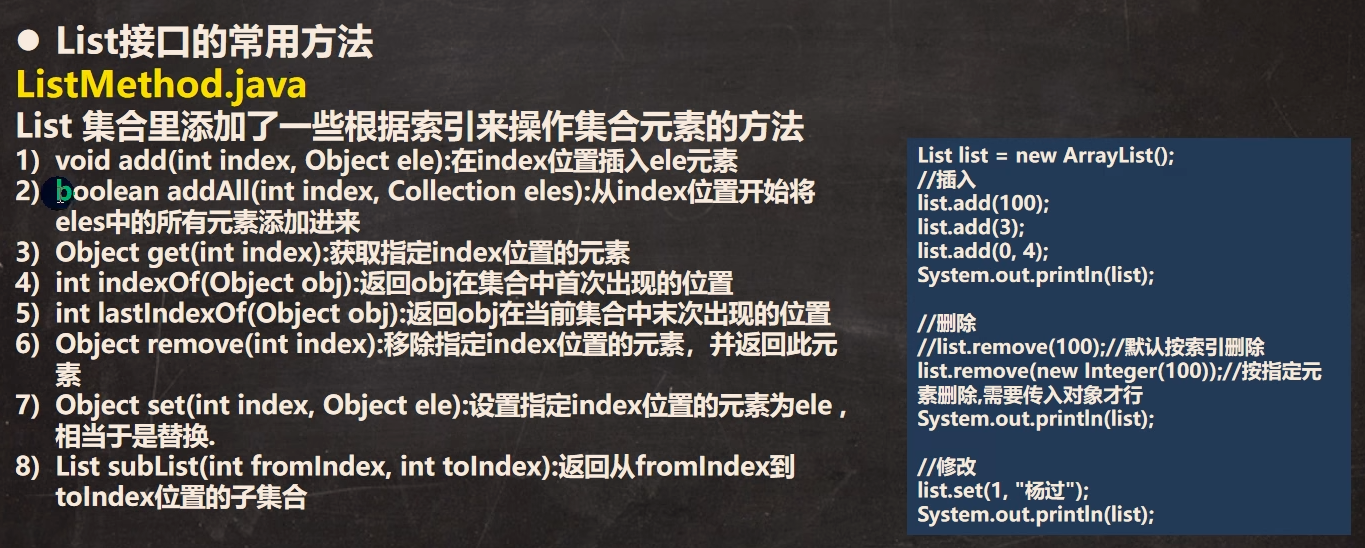 ● List接口的常用方法
ListMethod.java
List 集合里添加了一些根据索引来操作集合元素的方法
1) void add(int index, Object ele):在index位置插入ele元素
2) boolean addAll(int index, Collection eles):从index位置开始将
eles中的所有元素添加进来
3) Object get(int index):获取指定index位置的元素
4) int indexOf(Object obj):返回obj在集合中首次出现的位置
5) int lastIndexOf(Object obj):返回obj在当前集合中末次出现的位置
6) Object remove(int index):移除指定index位置的元素，并返回此元
素
7) Object set(int index, Object ele):设置指定index位置的元素为ele ,
相当于是替换.
8) List subList(int fromIndex, int toIndex):返回从fromIndex到
toIndex位置的子集合
List list = new ArrayList();
//插入
list.add(100);
list.add(3);
list.add(0, 4);
System.out.println(list);
//删除
//list.remove(100);//默认按索引删除
list.remove(new Integer(100));//按指定元
素删除,需要传入对象才行
System.out.println(list);
//修改
list.set(1, "杨过");
System.out.println(list);